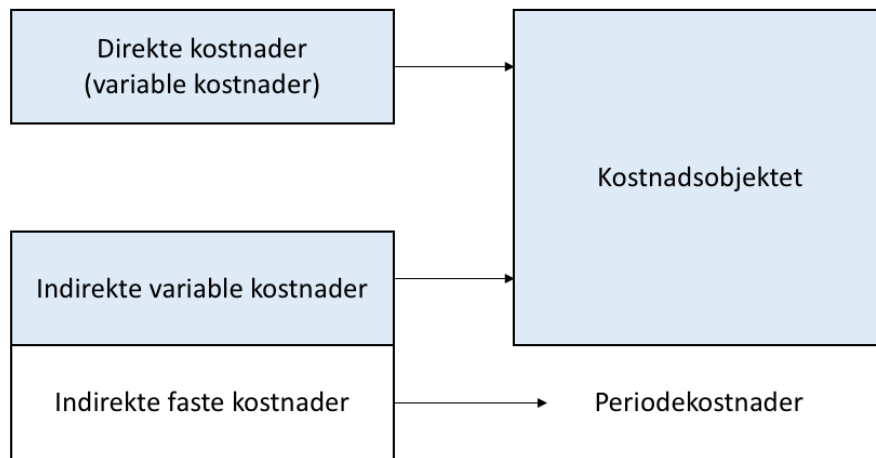 Direkte kostnader
(variable kostnader)
Kostnadsobjektet
Indirekte variable kostnader
Indirekte faste kostnader
Periodekostnader